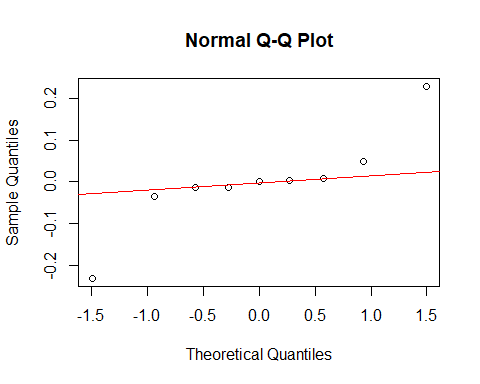 Normal Q-Q Plot
Sample Quantiles
0.2
0.1
0.0
-0.1
-0.2
-1.5 -1.0 -0.5 0.0 0.5 1.0 1.5
Theoretical Quantiles